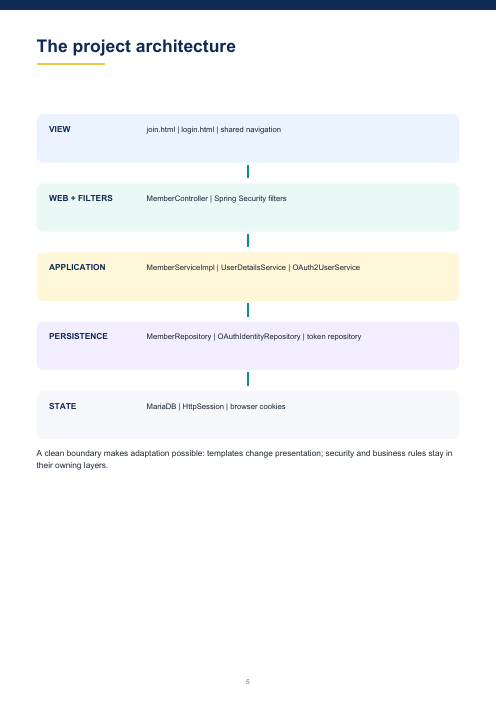 The project architecture
VIEW join.html | login.html | shared navigation
WEB + FILTERS MemberController | Spring Security filters
APPLICATION MemberServiceImpl | UserDetailsService | OAuth2UserService
PERSISTENCE MemberRepository | OAuthIdentityRepository | token repository
STATE MariaDB | HttpSession | browser cookies
A clean boundary makes adaptation possible: templates change presentation; security and business rules stay in
their owning layers.
5